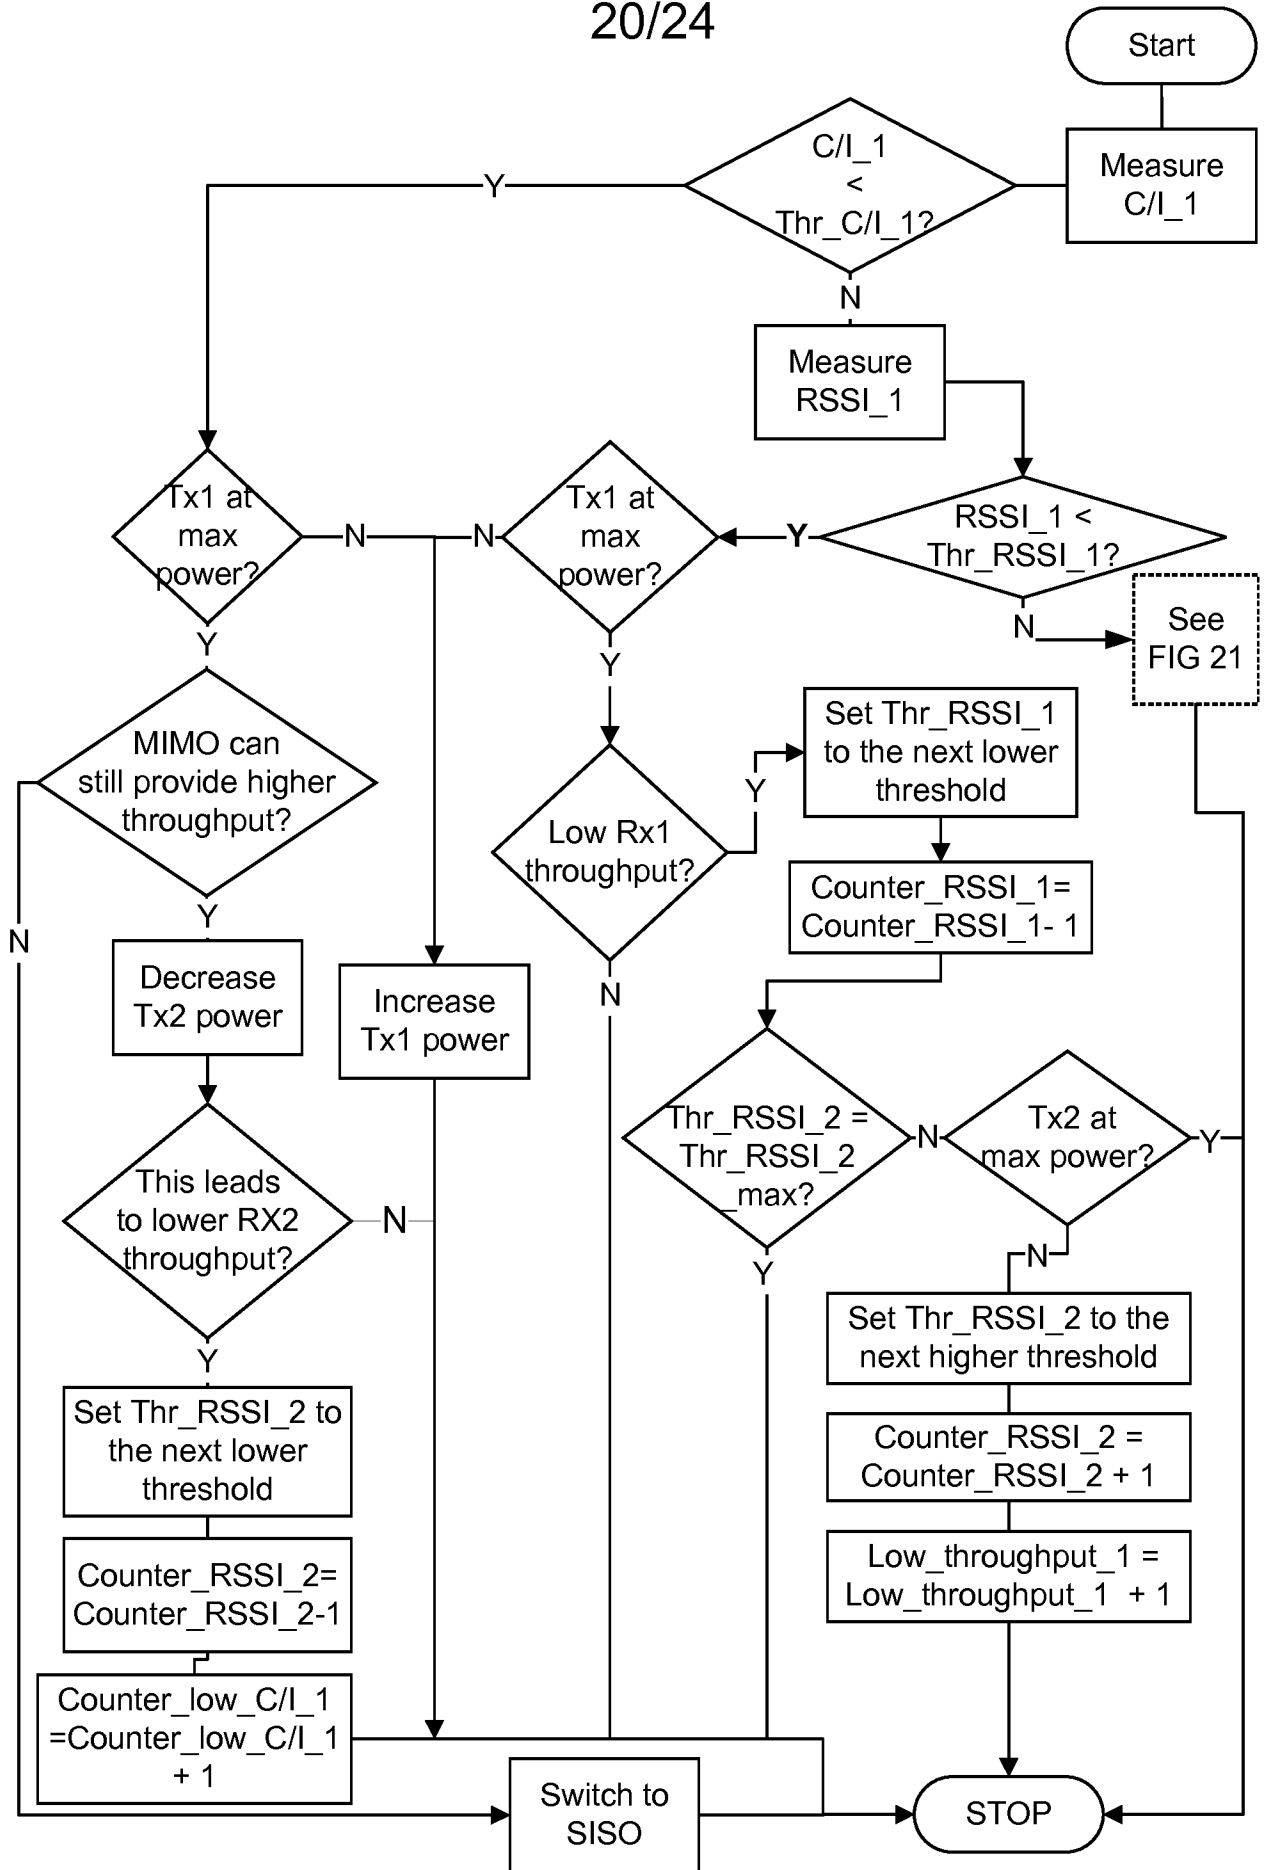 20/24
Start
Measure
C/I_1
C/I_1
<
Thr_C/I_1?
Y
N
Measure
RSSI_1
RSSI_1 <
Thr_RSSI_1?
Y
N
See
FIG 21
Tx1 at
max
power?
N
Y
Tx1 at
max
power?
N
Y
MIMO can
still provide higher
throughput?
N
Y
Low Rx1
throughput?
Y
N
Set Thr_RSSI_1
to the next lower
threshold
Counter_RSSI_1=
Counter_RSSI_1- 1
Decrease
Tx2 power
Increase
Tx1 power
Thr_RSSI_2 =
Thr_RSSI_2
_max?
N
Y
Tx2 at
max power?
Y
N
This leads
to lower RX2
throughput?
N
Y
Set Thr_RSSI_2 to the
next higher threshold
Counter_RSSI_2 =
Counter_RSSI_2 + 1
Low_throughput_1 =
Low_throughput_1 + 1
Set Thr_RSSI_2 to
the next lower
threshold
Counter_RSSI_2=
Counter_RSSI_2-1
Counter_low_C/I_1
=Counter_low_C/I_1
+ 1
Switch to
SISO
STOP